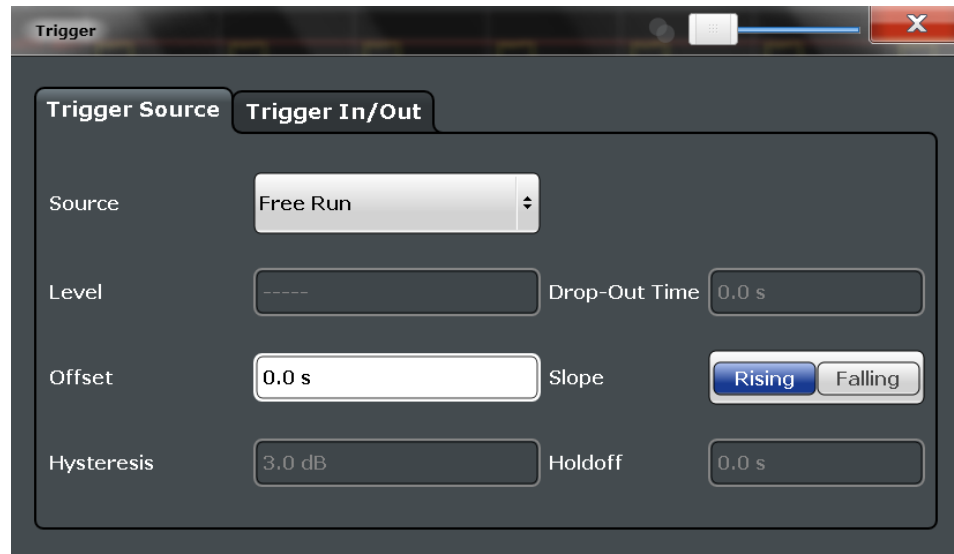 Trigger
Trigger Source Trigger In/Out
Source Free Run
Level ----- Drop-Out Time 0.0 s
Offset 0.0 s Slope Rising Falling
Hysteresis 3.0 dB Holdoff 0.0 s